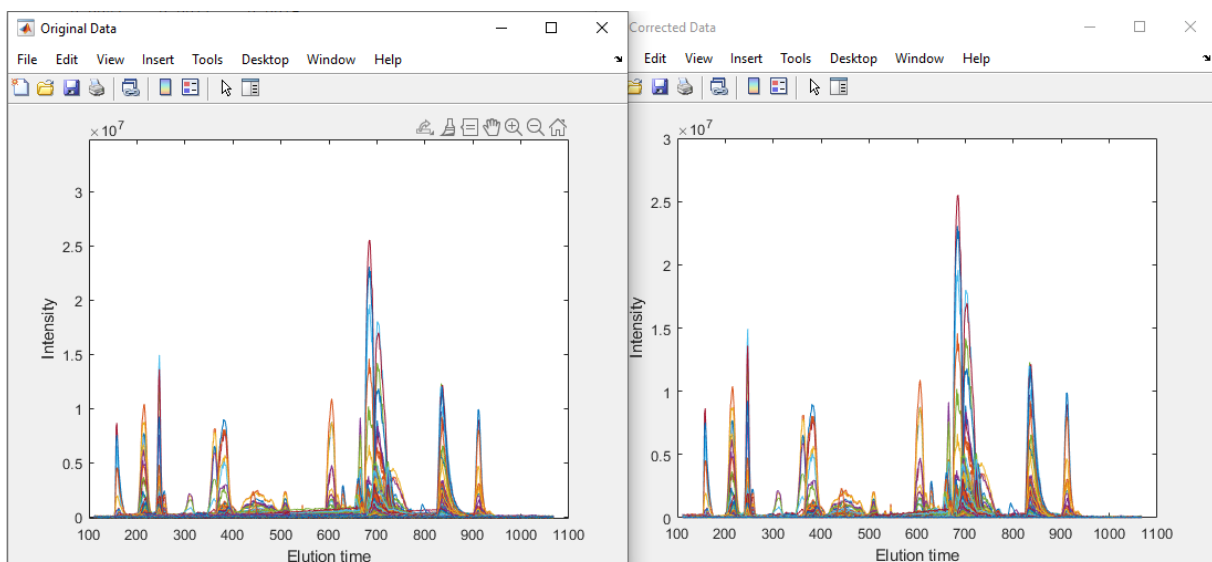 Original Data
File Edit View Insert Tools Desktop Window Help
×10⁷
3
2.5
2
1.5
1
0.5
0
Intensity
100 200 300 400 500 600 700 800 900 1000 1100
Elution time
Corrected Data
Edit View Insert Tools Desktop Window Help
×10⁷
3
2.5
2
1.5
1
0.5
0
Intensity
100 200 300 400 500 600 700 800 900 1000 1100
Elution time